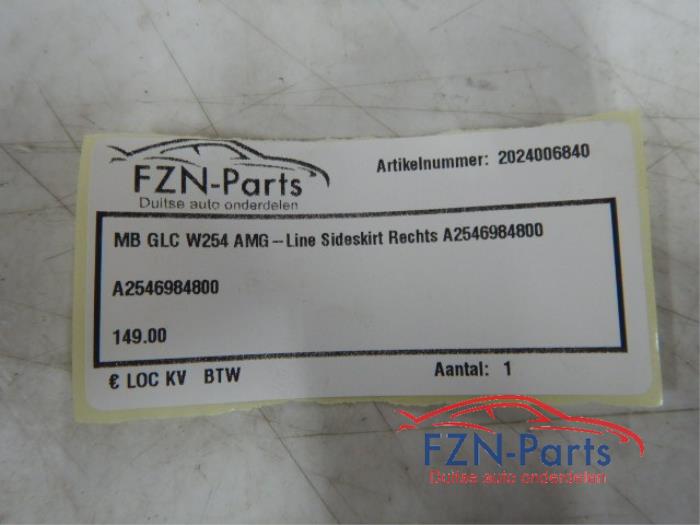 FZN-Parts
Duitse auto onderdelen
Artikelnummer: 2024006840
MB GLC W254 AMG-Line Sideskirt Rechts A2546984800
A2546984800
149.00
€ LOC KV BTW
Aantal: 1
FZN-Parts
Duitse auto onderdelen